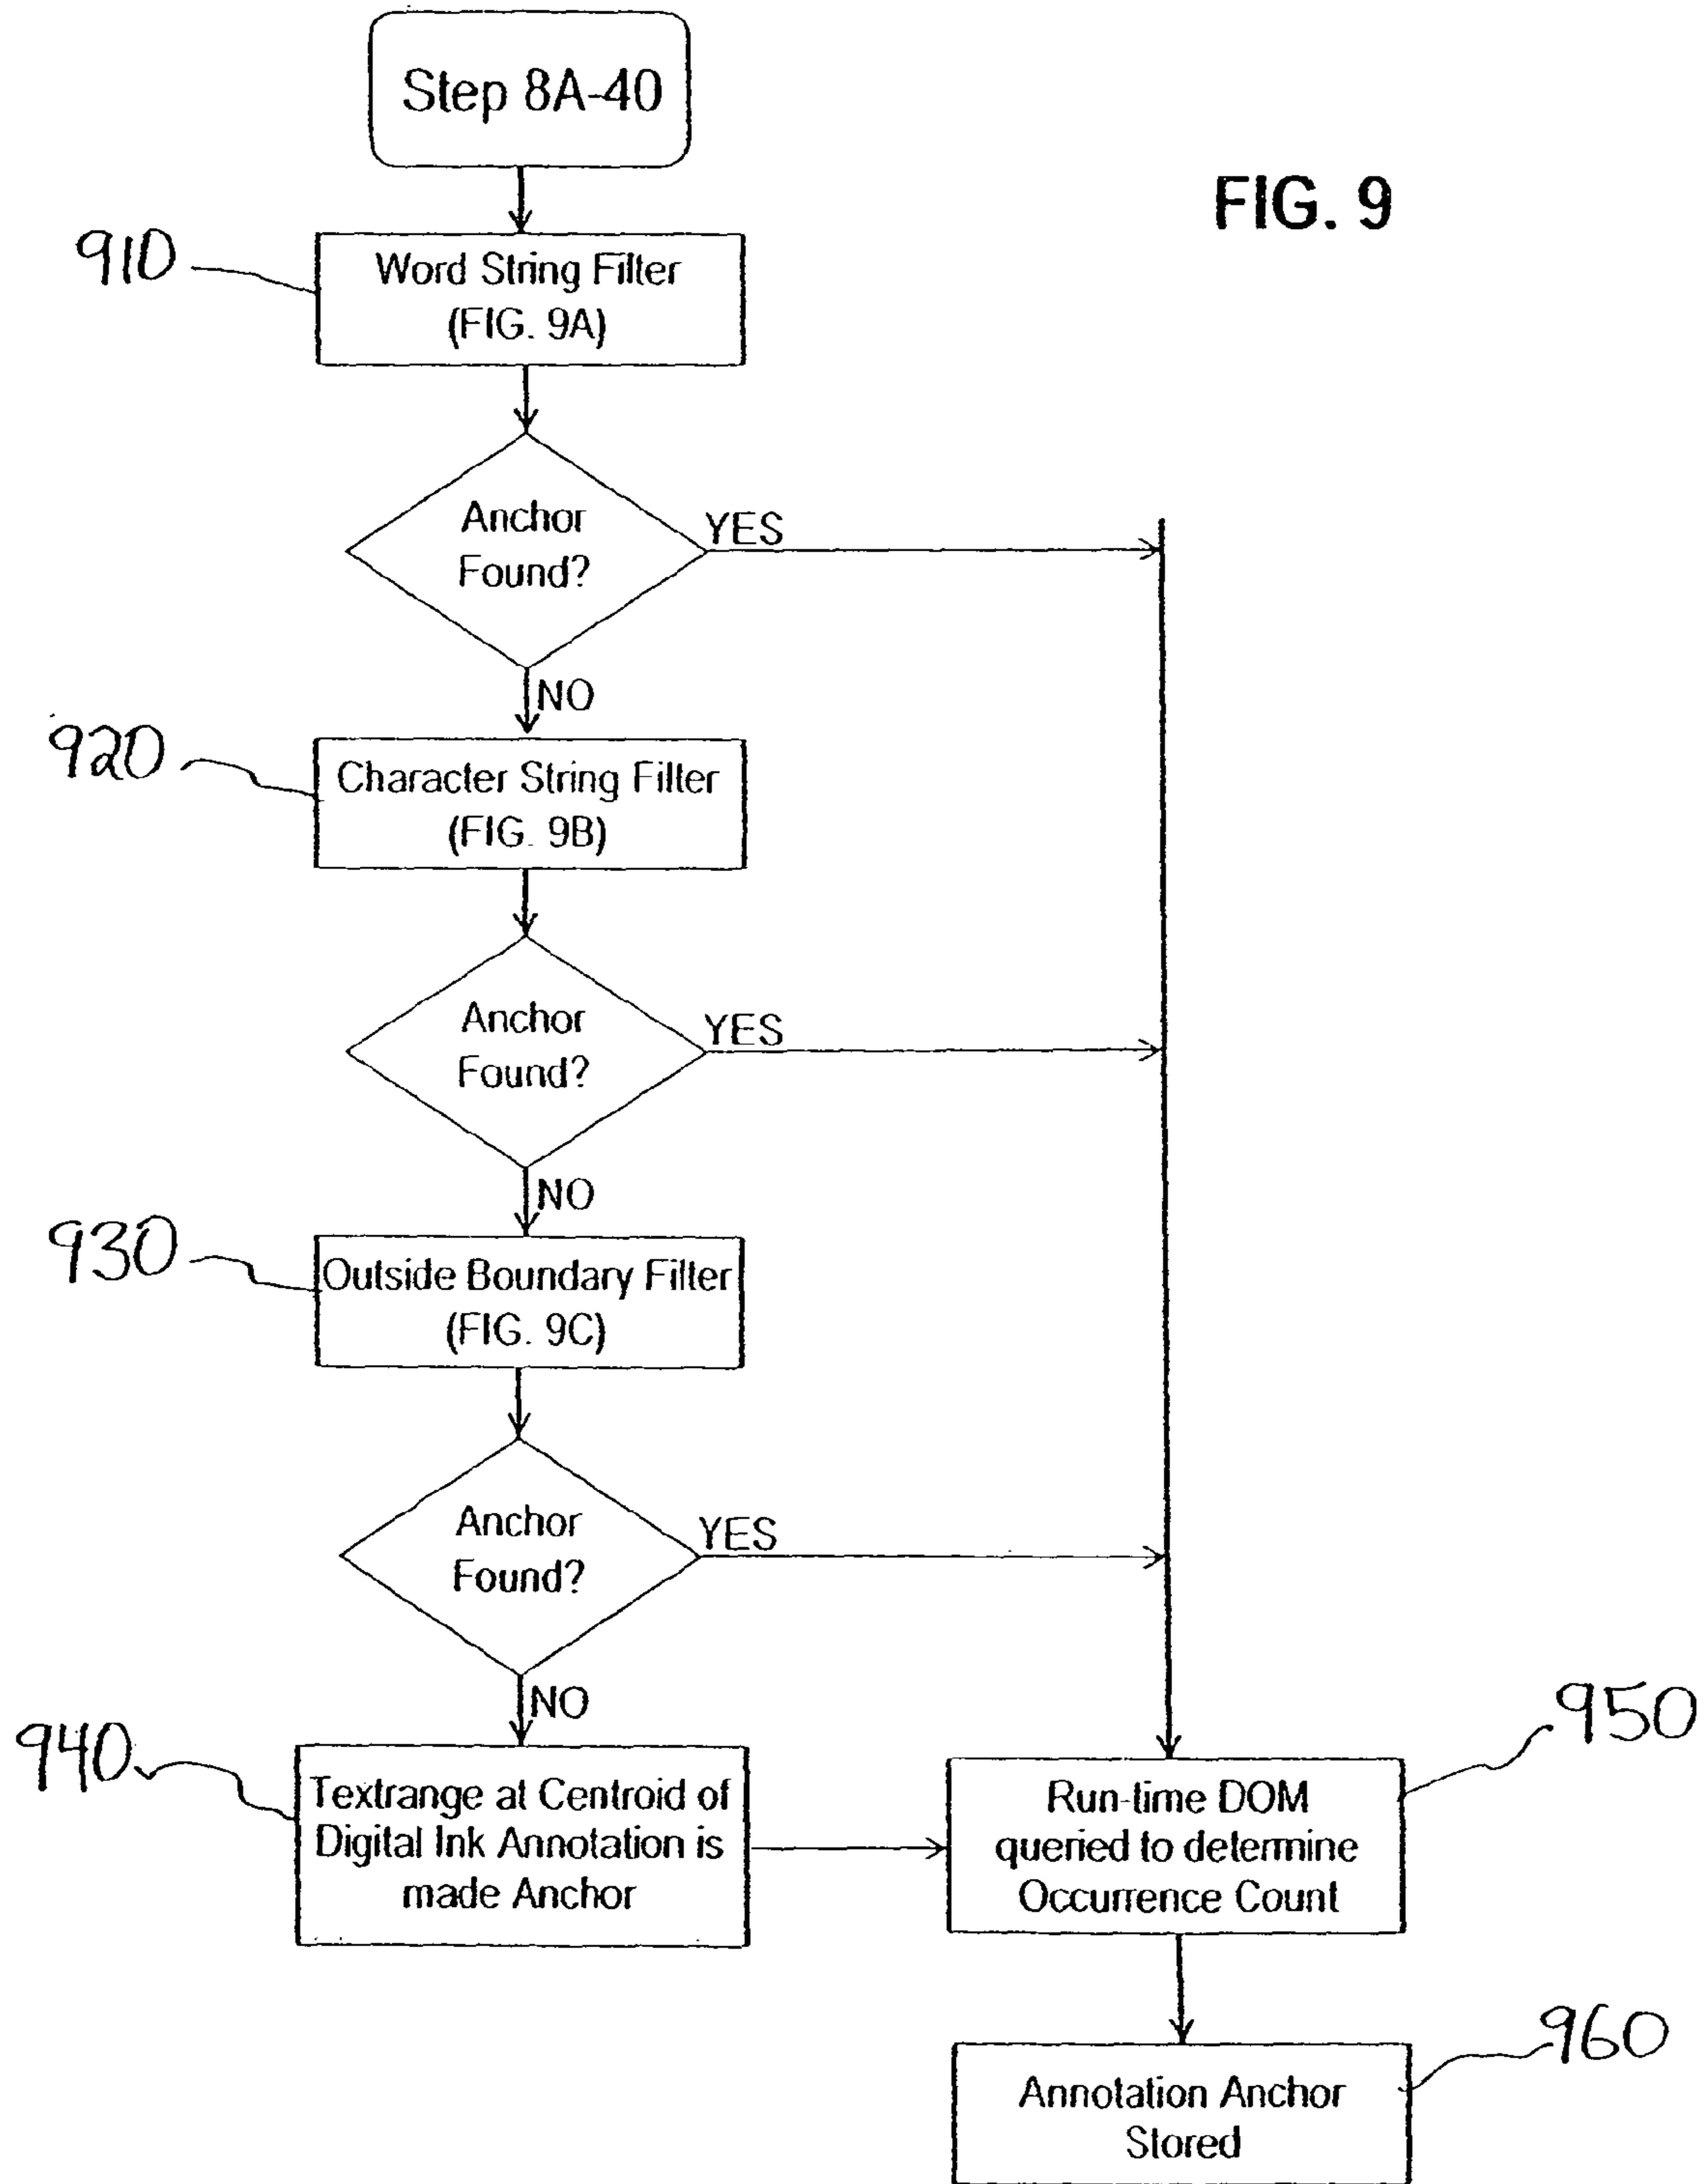 Step 8A-40
FIG. 9
910
Word String Filter
(FIG. 9A)
Anchor
Found?
YES
NO
920
Character String Filter
(FIG. 9B)
Anchor
Found?
YES
NO
930
Outside Boundary Filter
(FIG. 9C)
Anchor
Found?
YES
NO
940
Textrange at Centroid of
Digital Ink Annotation is
made Anchor
950
Run-time DOM
queried to determine
Occurrence Count
960
Annotation Anchor
Stored